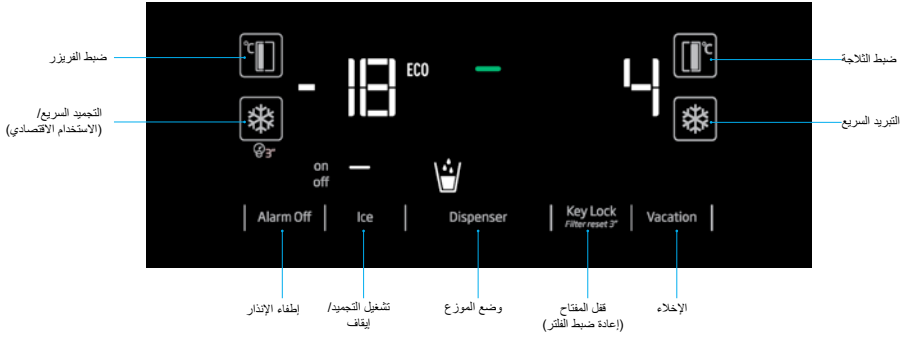 ضبط الفريزر
°C
- 18
ECO
4
°C
ضبط الثلاجة
التجميد السريع/
(الاستخدام الاقتصادي)
3"
التبريد السريع
on
off
Alarm Off
Ice
Dispenser
Key Lock
Filter reset 3"
Vacation
إطفاء الإنذار
تشغيل التجميد/
إيقاف
وضع الموزع
قفل المفتاح
(إعادة ضبط الفلتر)
الإخلاء